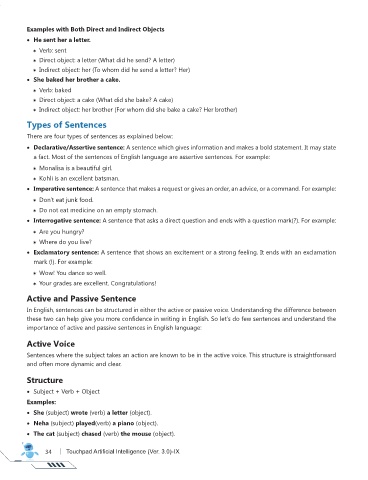 Examples with Both Direct and Indirect Objects
• He sent her a letter.
• Verb: sent
• Direct object: a letter (What did he send? A letter)
• Indirect object: her (To whom did he send a letter? Her)
• She baked her brother a cake.
• Verb: baked
• Direct object: a cake (What did she bake? A cake)
• Indirect object: her brother (For whom did she bake a cake? Her brother)
Types of Sentences
There are four types of sentences as explained below:
• Declarative/Assertive sentence: A sentence which gives information and makes a bold statement. It may state
a fact. Most of the sentences of English language are assertive sentences. For example:
• Monalisa is a beautiful girl.
• Kohli is an excellent batsman.
• Imperative sentence: A sentence that makes a request or gives an order, an advice, or a command. For example:
• Don't eat junk food.
• Do not eat medicine on an empty stomach.
• Interrogative sentence: A sentence that asks a direct question and ends with a question mark(?). For example:
• Are you hungry?
• Where do you live?
• Exclamatory sentence: A sentence that shows an excitement or a strong feeling. It ends with an exclamation
mark (!). For example:
• Wow! You dance so well.
• Your grades are excellent. Congratulations!
Active and Passive Sentence
In English, sentences can be structured in either the active or passive voice. Understanding the difference between
these two can help give you more confidence in writing in English. So let's do few sentences and understand the
importance of active and passive sentences in English language:
Active Voice
Sentences where the subject takes an action are known to be in the active voice. This structure is straightforward
and often more dynamic and clear.
Structure
• Subject + Verb + Object
Examples:
• She (subject) wrote (verb) a letter (object).
• Neha (subject) played(verb) a piano (object).
• The cat (subject) chased (verb) the mouse (object).
34 | Touchpad Artificial Intelligence (Ver. 3.0)-IX